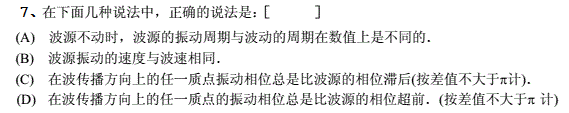 7、在下面几种说法中，正确的说法是：[ ]
(A) 波源不动时，波源的振动周期与波动的周期在数值上是不同的．
(B) 波源振动的速度与波速相同．
(C) 在波传播方向上的任一质点振动相位总是比波源的相位滞后(按差值不大于π计)．
(D) 在波传播方向上的任一质点的振动相位总是比波源的相位超前．(按差值不大于π 计)